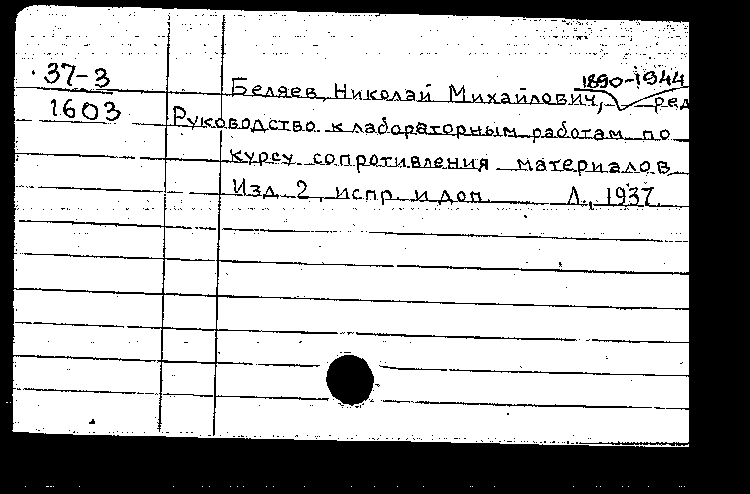 37-3
1603
1890-1944
Беляев, Николай Михайлович, ред
Руководство к лабораторным работам по
курсу сопротивления материалов
Изд. 2, испр. и доп. Л., 1937.